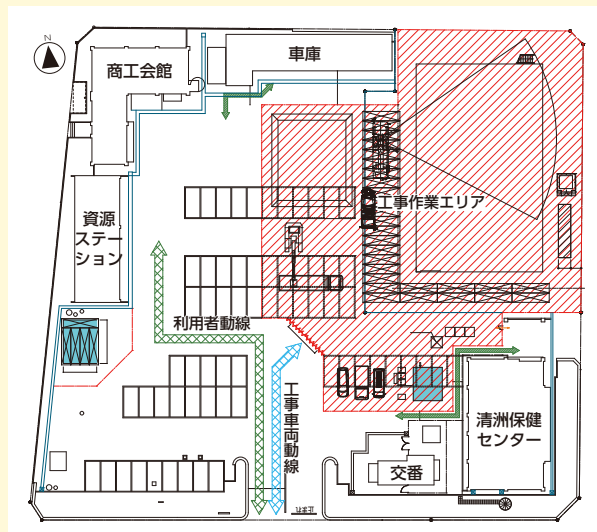 N
商工会館
車庫
工事作業エリア
資源
ステー
ション
利用者動線
工事車両動線
清洲保健
センター
交番